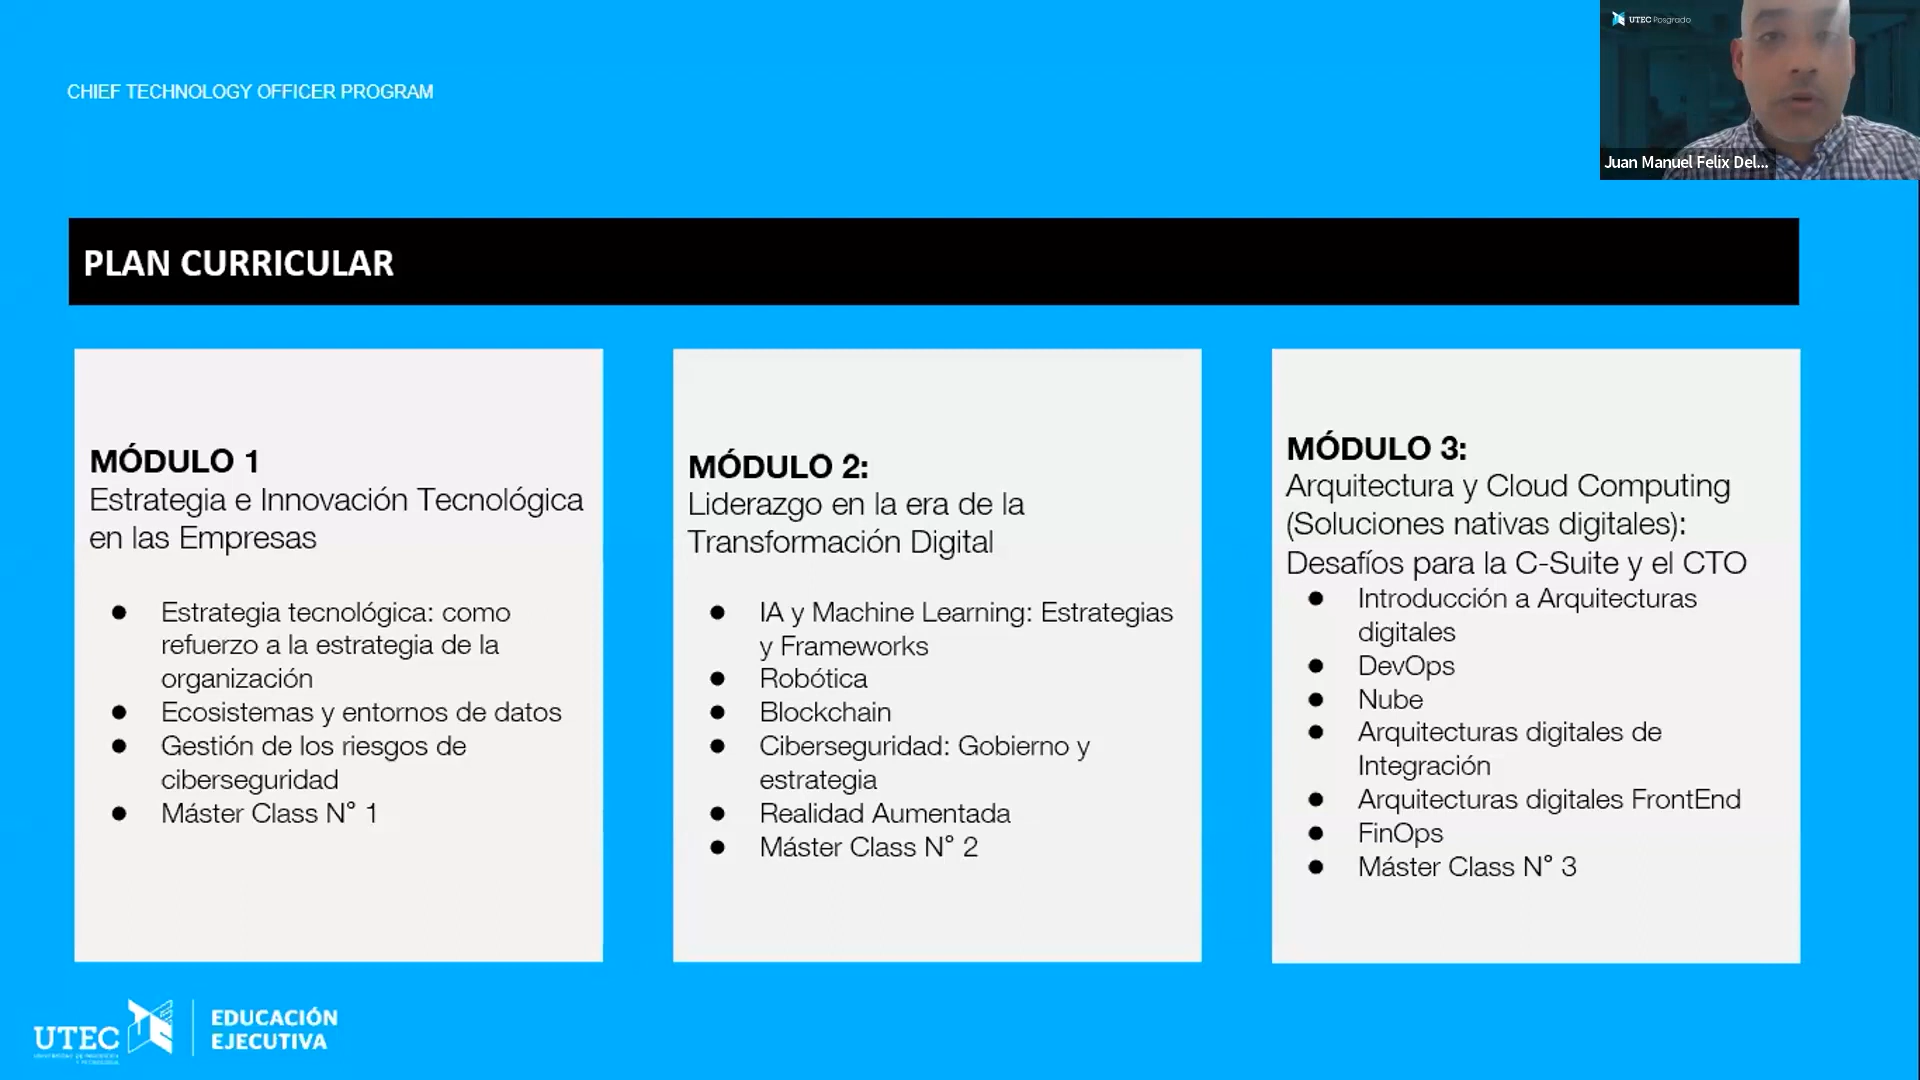 UTEC Posgrado
CHIEF TECHNOLOGY OFFICER PROGRAM
Juan Manuel Felix Del...
PLAN CURRICULAR
MÓDULO 1
Estrategia e Innovación Tecnológica
en las Empresas
● Estrategia tecnológica: como
refuerzo a la estrategia de la
organización
● Ecosistemas y entornos de datos
● Gestión de los riesgos de
ciberseguridad
● Máster Class N° 1
MÓDULO 2:
Liderazgo en la era de la
Transformación Digital
● IA y Machine Learning: Estrategias
y Frameworks
● Robótica
● Blockchain
● Ciberseguridad: Gobierno y
estrategia
● Realidad Aumentada
● Máster Class N° 2
MÓDULO 3:
Arquitectura y Cloud Computing
(Soluciones nativas digitales):
Desafíos para la C-Suite y el CTO
● Introducción a Arquitecturas
digitales
● DevOps
● Nube
● Arquitecturas digitales de
Integración
● Arquitecturas digitales FrontEnd
● FinOps
● Máster Class N° 3
UTEC
EDUCACIÓN
EJECUTIVA